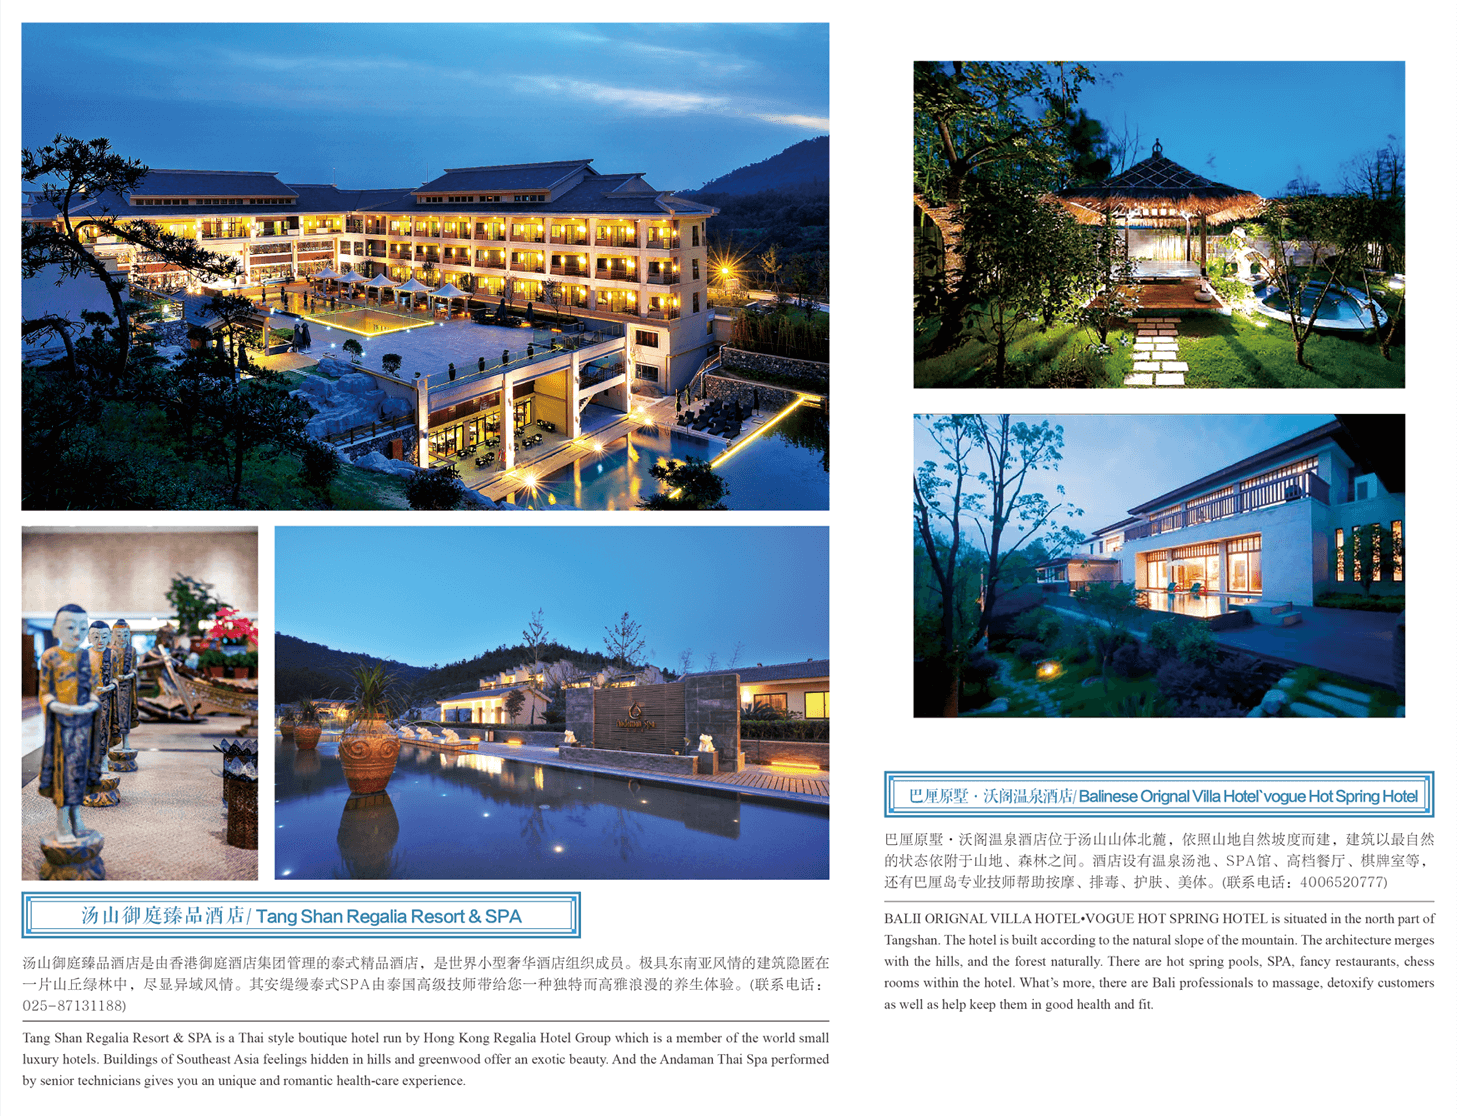 Andaman Spa
汤山御庭臻品酒店/ Tang Shan Regalia Resort & SPA
汤山御庭臻品酒店是由香港御庭酒店集团管理的泰式精品酒店，是世界小型奢华酒店组织成员。极具东南亚风情的建筑隐匿在
一片山丘绿林中，尽显异域风情。其安缇缦泰式SPA由泰国高级技师带给您一种独特而高雅浪漫的养生体验。(联系电话：
025-87131188)
Tang Shan Regalia Resort & SPA is a Thai style boutique hotel run by Hong Kong Regalia Hotel Group which is a member of the world small
luxury hotels. Buildings of Southeast Asia feelings hidden in hills and greenwood offer an exotic beauty. And the Andaman Thai Spa performed
by senior technicians gives you an unique and romantic health-care experience.
巴厘原墅·沃阁温泉酒店/ Balinese Orignal Villa Hotel`vogue Hot Spring Hotel
巴厘原墅·沃阁温泉酒店位于汤山山体北麓，依照山地自然坡度而建，建筑以最自然
的状态依附于山地、森林之间。酒店设有温泉汤池、SPA馆、高档餐厅、棋牌室等，
还有巴厘岛专业技师帮助按摩、排毒、护肤、美体。(联系电话：4006520777)
BALII ORIGNAL VILLA HOTEL•VOGUE HOT SPRING HOTEL is situated in the north part of
Tangshan. The hotel is built according to the natural slope of the mountain. The architecture merges
with the hills, and the forest naturally. There are hot spring pools, SPA, fancy restaurants, chess
rooms within the hotel. What's more, there are Bali professionals to massage, detoxify customers
as well as help keep them in good health and fit.